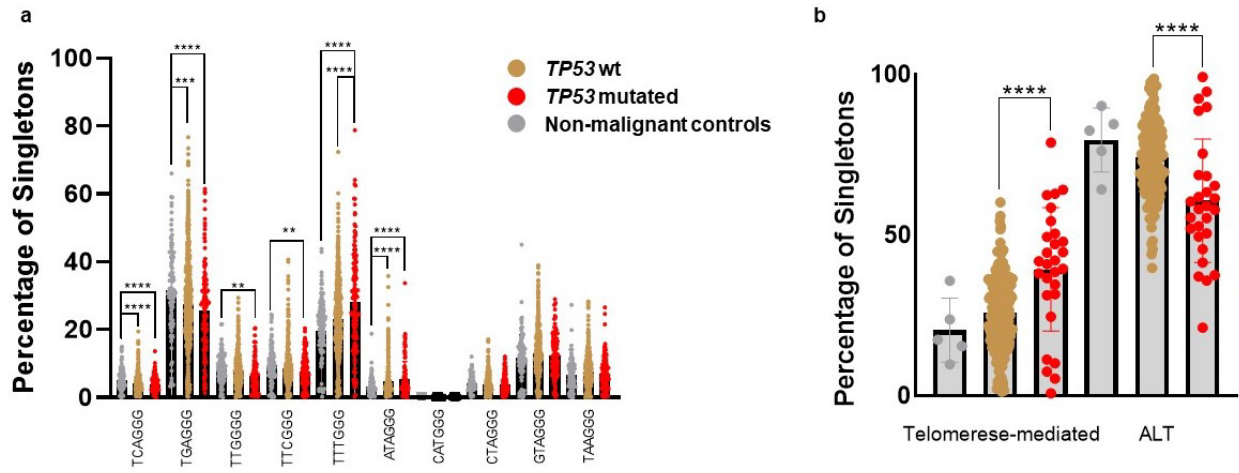 a
Percentage of Singletons
100
80
60
40
20
0
****
****
****
***
**
**
****
****
****
****
TCAGGG
TGAGGG
TTGGGG
TTCGGG
TTTGGG
ATAGGG
CATGGG
CTAGGG
GTAGGG
TAAGGG
TP53 wt
TP53 mutated
Non-malignant controls
b
Percentage of Singletons
100
50
0
****
****
Telomerese-mediated
ALT